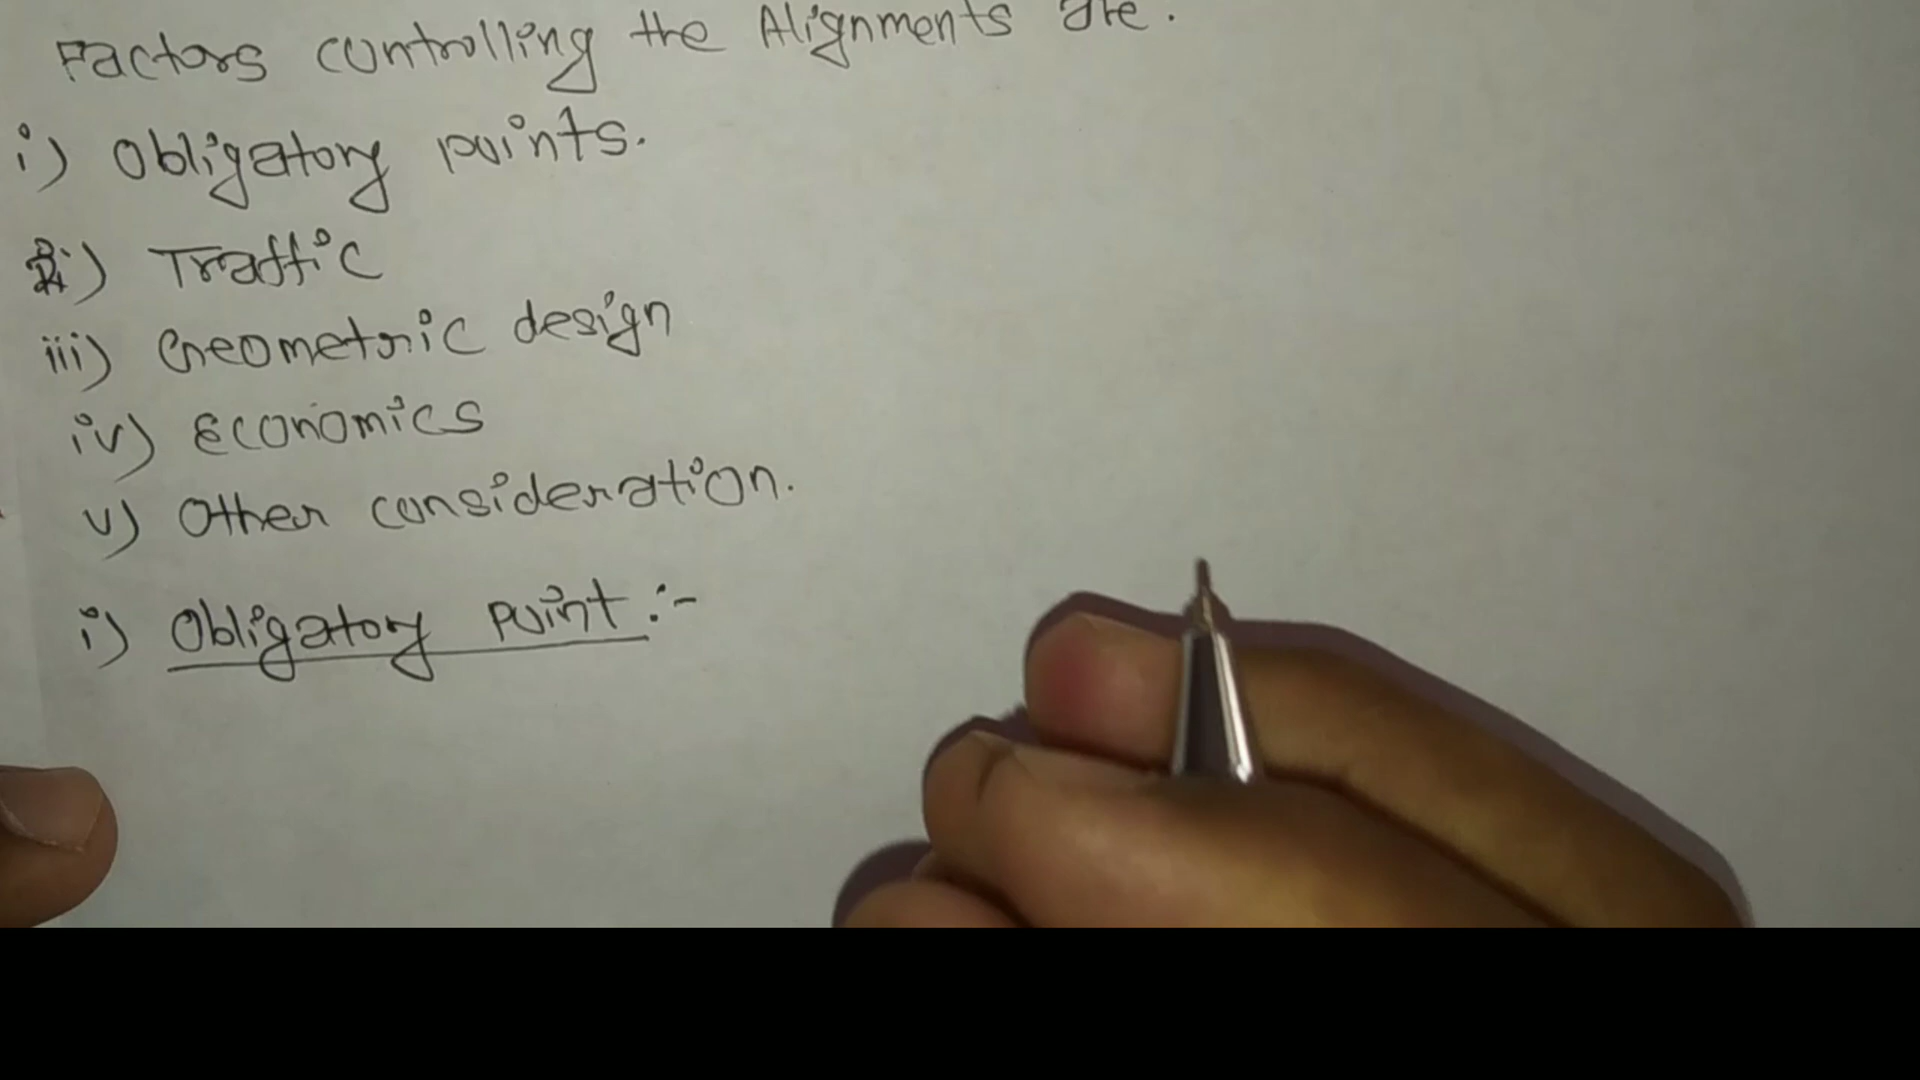 Factors controlling the Alignments are.
i) Obligatory points.
ii) Traffic
iii) Geometric design
iv) Economics
v) Other consideration.
i) Obligatory point :-